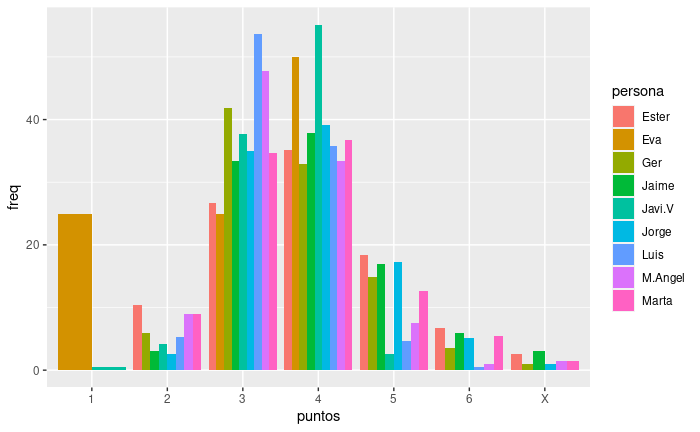 freq
40
20
0
1 2 3 4 5 6 X
puntos
persona
Ester
Eva
Ger
Jaime
Javi.V
Jorge
Luis
M.Angel
Marta